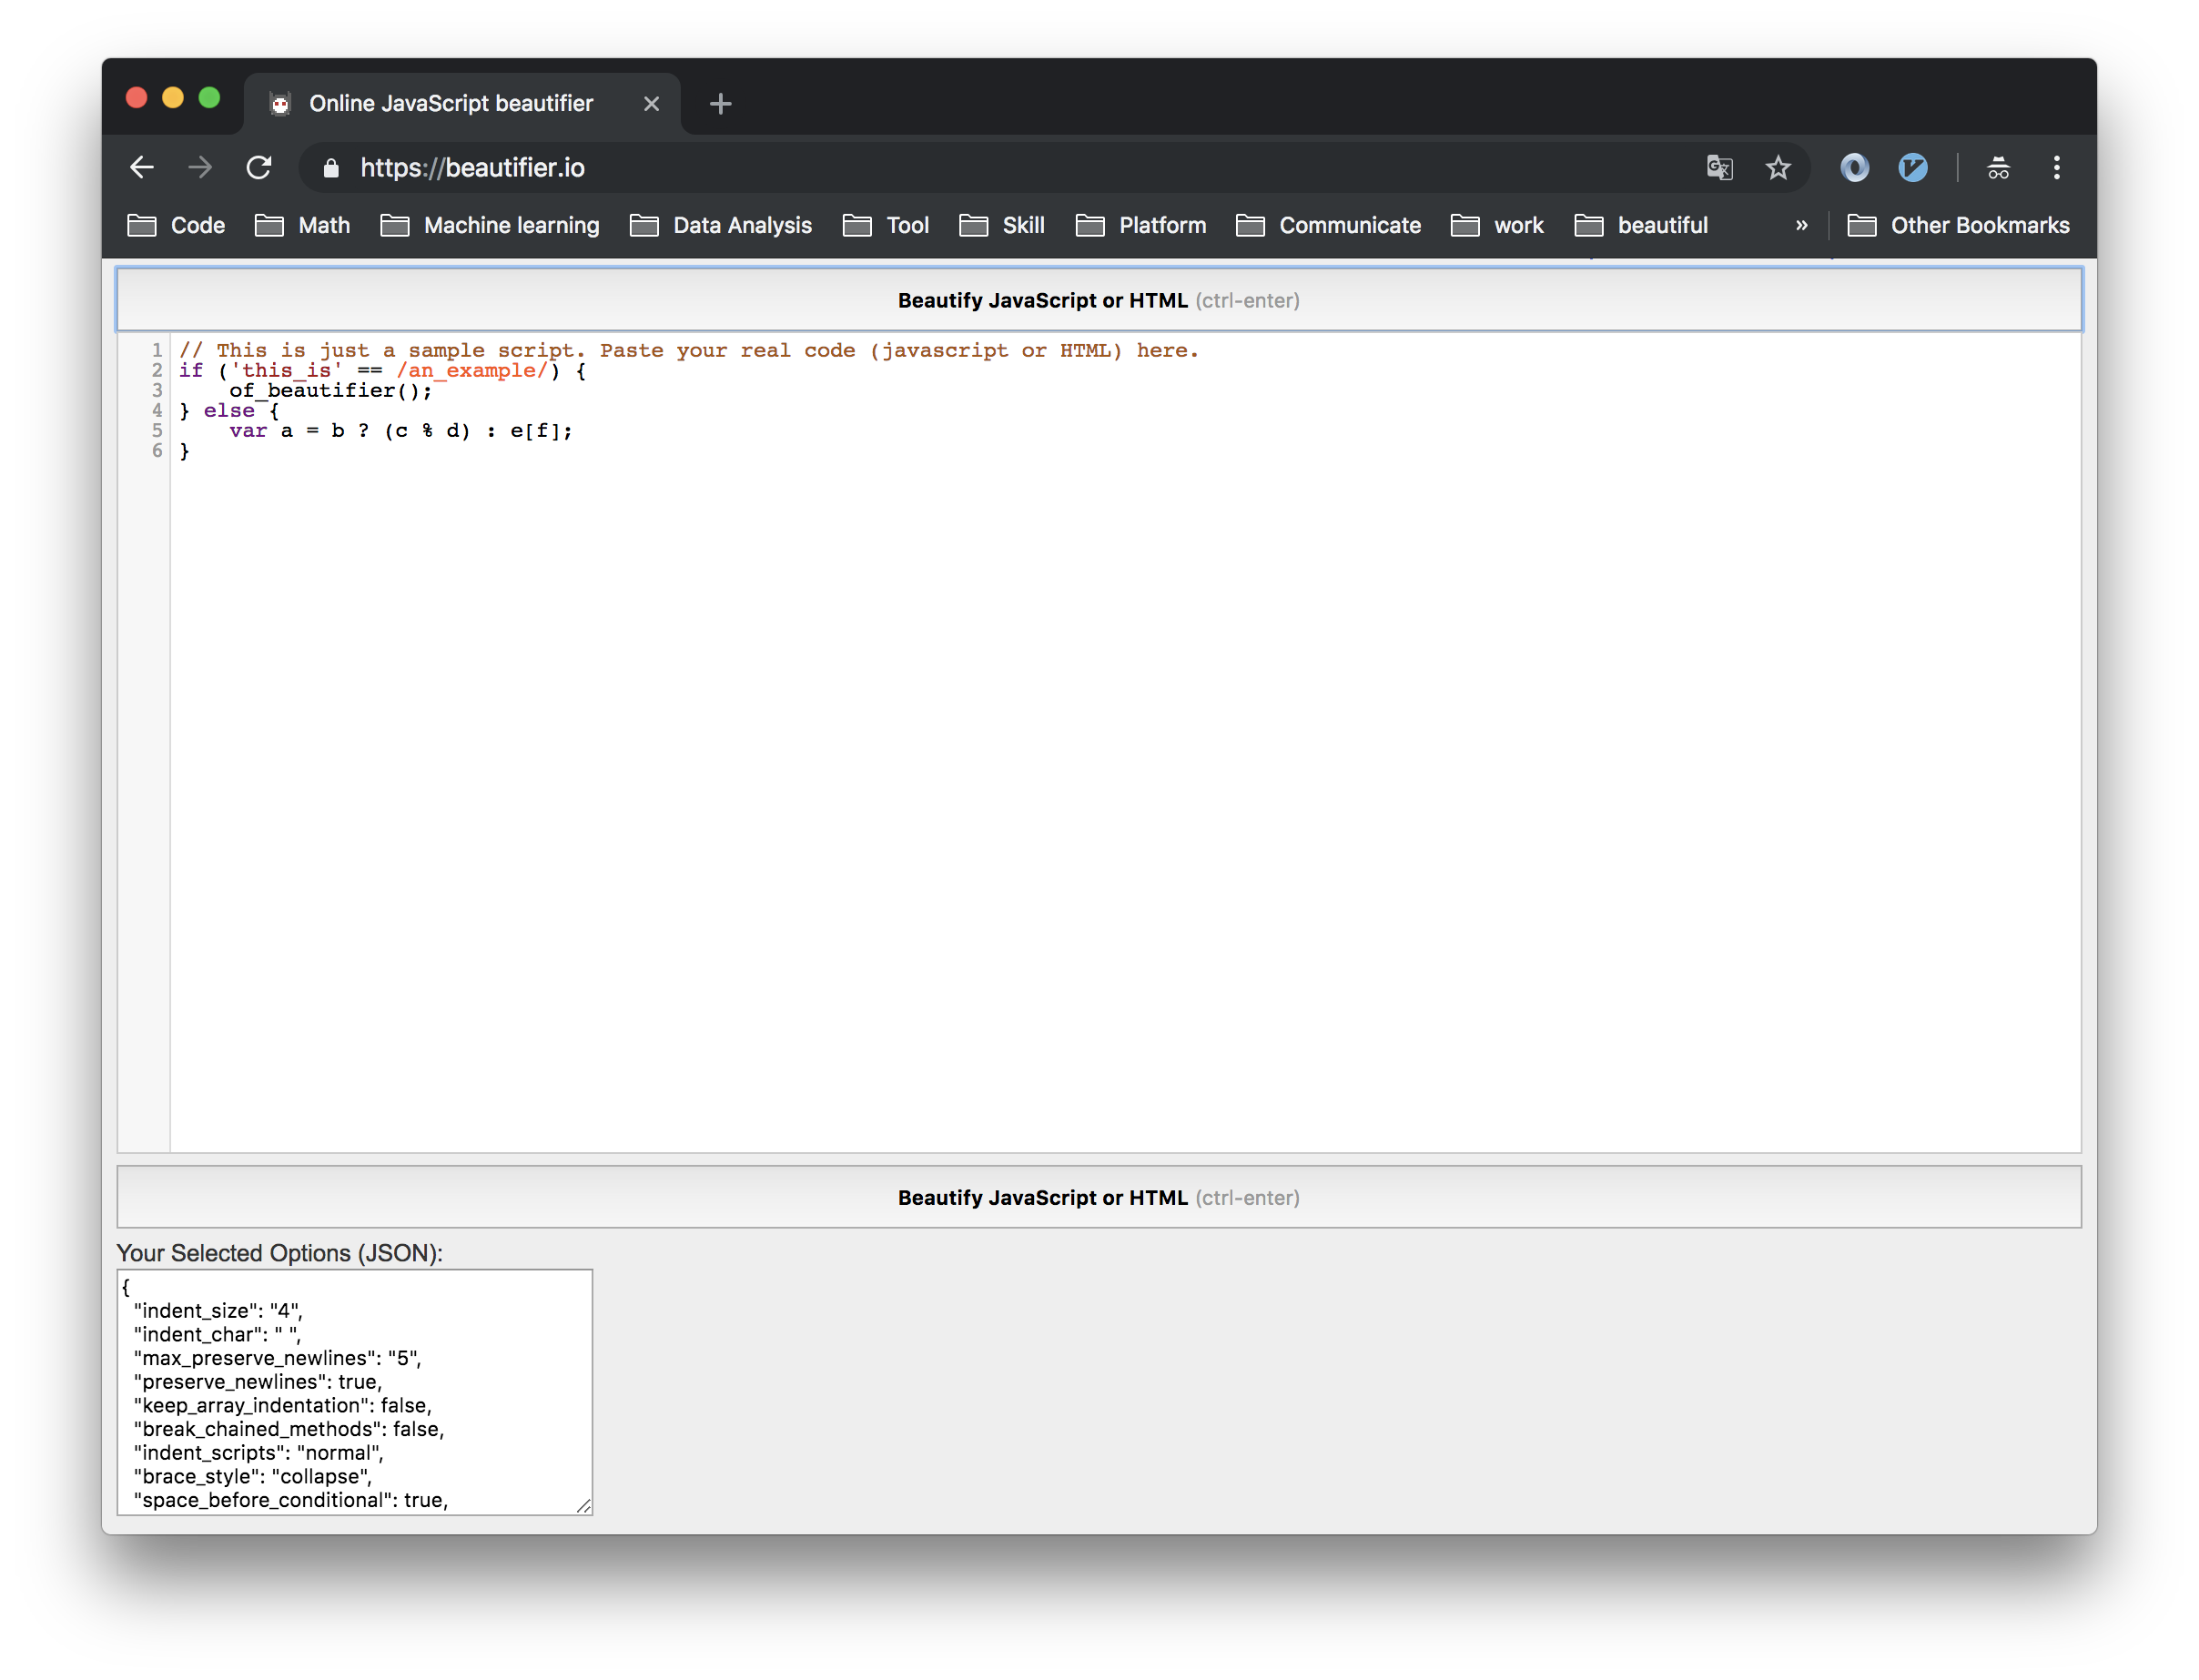 Online JavaScript beautifier
https://beautifier.io
Code Math Machine learning Data Analysis Tool Skill Platform Communicate work beautiful » Other Bookmarks
Beautify JavaScript or HTML (ctrl-enter)
1 // This is just a sample script. Paste your real code (javascript or HTML) here.
2 if ('this_is' == /an_example/) {
3     of_beautifier();
4 } else {
5     var a = b ? (c % d) : e[f];
6 }
Beautify JavaScript or HTML (ctrl-enter)
Your Selected Options (JSON):
{
  "indent_size": "4",
  "indent_char": " ",
  "max_preserve_newlines": "5",
  "preserve_newlines": true,
  "keep_array_indentation": false,
  "break_chained_methods": false,
  "indent_scripts": "normal",
  "brace_style": "collapse",
  "space_before_conditional": true,